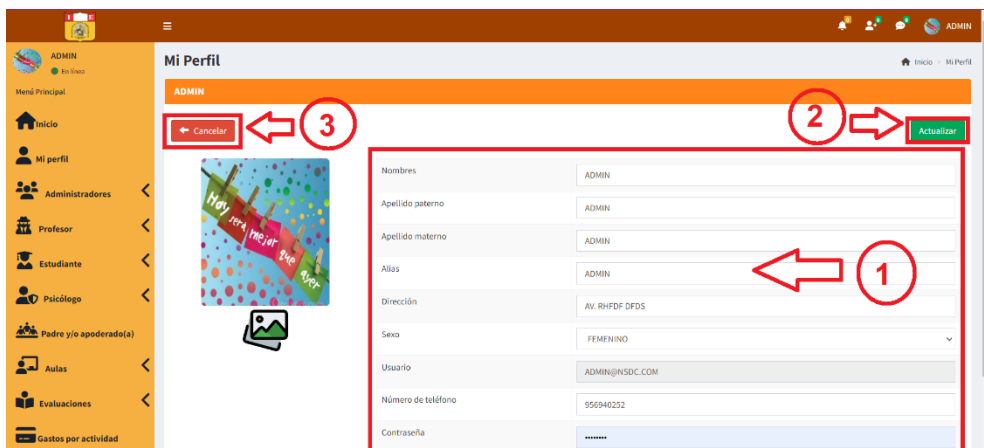 I E
ADMIN
ADMIN
En línea
Menú Principal
Inicio
Mi perfil
Administradores
Profesor
Estudiante
Psicólogo
Padre y/o apoderado(a)
Aulas
Evaluaciones
Gastos por actividad
Mi Perfil
Inicio > Mi Perfil
ADMIN
Cancelar
3
2
Actualizar
Hoy será mejor que ayer
Nombres
ADMIN
Apellido paterno
ADMIN
Apellido materno
ADMIN
Alias
ADMIN
1
Dirección
AV. RHFDF DFDS
Sexo
FEMENINO
Usuario
ADMIN@NSDC.COM
Número de teléfono
956940252
Contraseña
••••••••